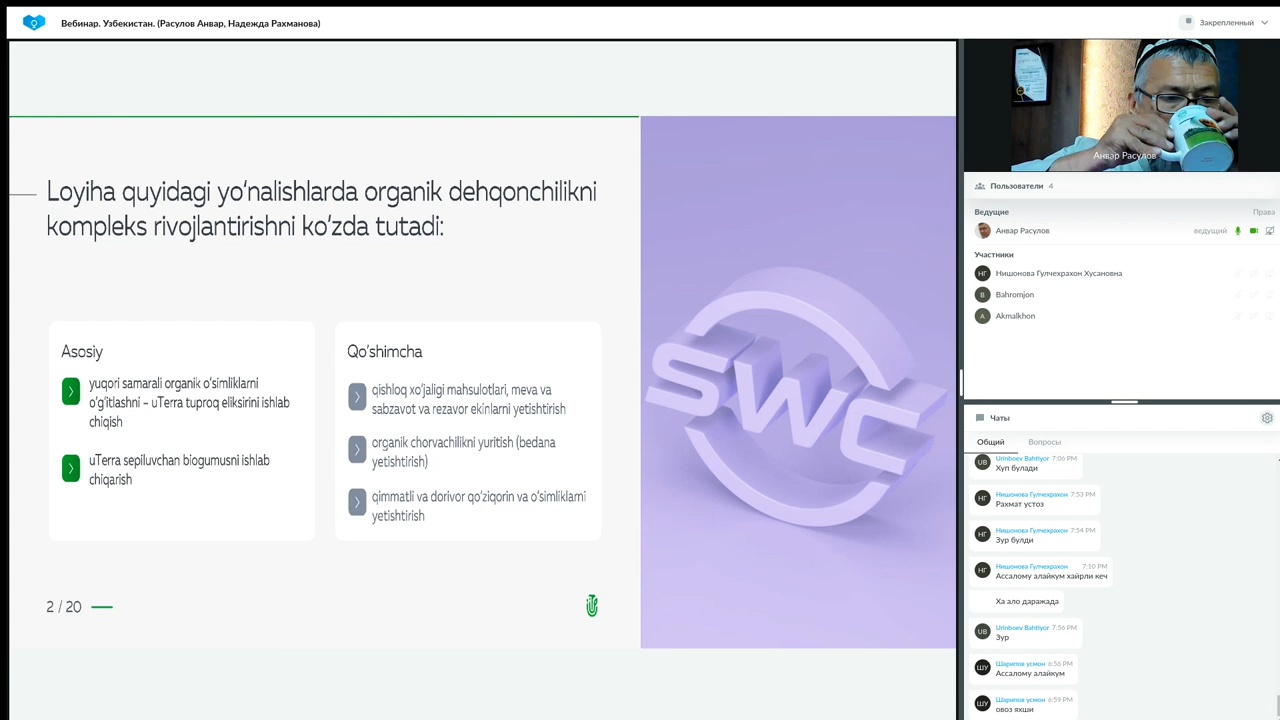 Вебинар. Узбекистан. (Расулов Анвар, Надежда Рахманова)
Закрепленный
Loyiha quyidagi yo'nalishlarda organik dehqonchilikni
kompleks rivojlantirishni ko'zda tutadi:
Asosiy
yuqori samarali organik o'simliklarni
o'g'itlashni – uTerra tuproq eliksirini ishlab
chiqish
uTerra sepiluvchan biogumusni ishlab
chiqarish
Qo'shimcha
qishloq xo'jaligi mahsulotlari, meva va
sabzavot va rezavor ekinlarni yetishtirish
organik chorvachilikni yuritish (bedana
yetishtirish)
qimmatli va dorivor qo'ziqorin va o'simliklarni
yetishtirish
2 / 20
SWC
Анвар Расулов
Пользователи 4
Ведущие Права
Анвар Расулов ведущий
Участники
НГ Нишонова Гулчехрахон Хусановна
B Bahromjon
A Akmalkhon
Чаты
Общий Вопросы
UB Urinboev Bahtiyor 7:06 PM
Хуп булади
НГ Нишонова Гулчехрахон 7:53 PM
Рахмат устоз
НГ Нишонова Гулчехрахон 7:54 PM
Зур булди
НГ Нишонова Гулчехрахон 7:10 PM
Ассалому алайкум хайрли кеч
Ха ало даражада
UB Urinboev Bahtiyor 7:56 PM
Зур
ШУ Шарипов усмон 6:56 PM
Ассалому алайкум
ШУ Шарипов усмон 6:59 PM
овоз яхши